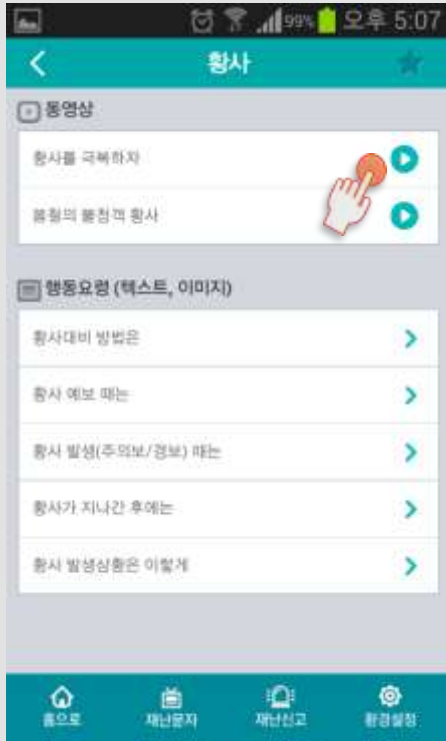 99% 오후 5:07
황사
동영상
황사를 극복하자
봄철의 불청객 황사
행동요령 (텍스트, 이미지)
황사대비 방법은
황사 예보 때는
황사 발생(주의보/경보) 때는
황사가 지나간 후에는
황사 발생상황은 이렇게
홈으로 재난문자 재난신고 환경설정